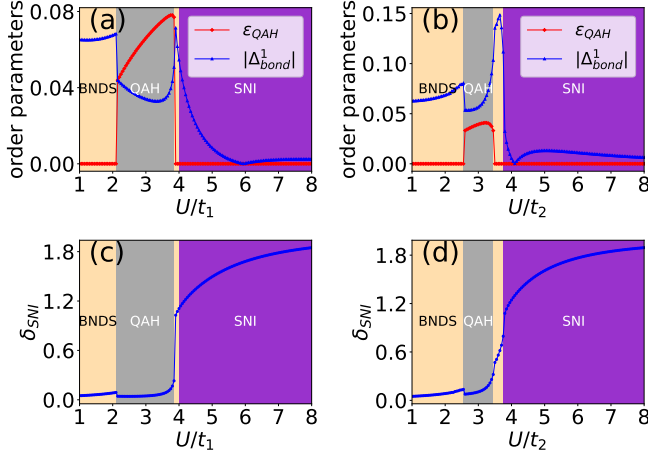 (a)
ε_QAH
|Δ^1_bond|
BNDS
QAH
SNI
order parameters
0.00
0.04
0.08
1 2 3 4 5 6 7 8
U/t_1
(b)
ε_QAH
|Δ^1_bond|
BNDS
QAH
SNI
order parameters
0.00
0.05
0.10
0.15
1 2 3 4 5 6 7 8
U/t_2
(c)
BNDS
QAH
SNI
δ_SNI
0.0
0.6
1.2
1.8
1 2 3 4 5 6 7 8
U/t_1
(d)
BNDS
QAH
SNI
δ_SNI
0.0
0.6
1.2
1.8
1 2 3 4 5 6 7 8
U/t_2